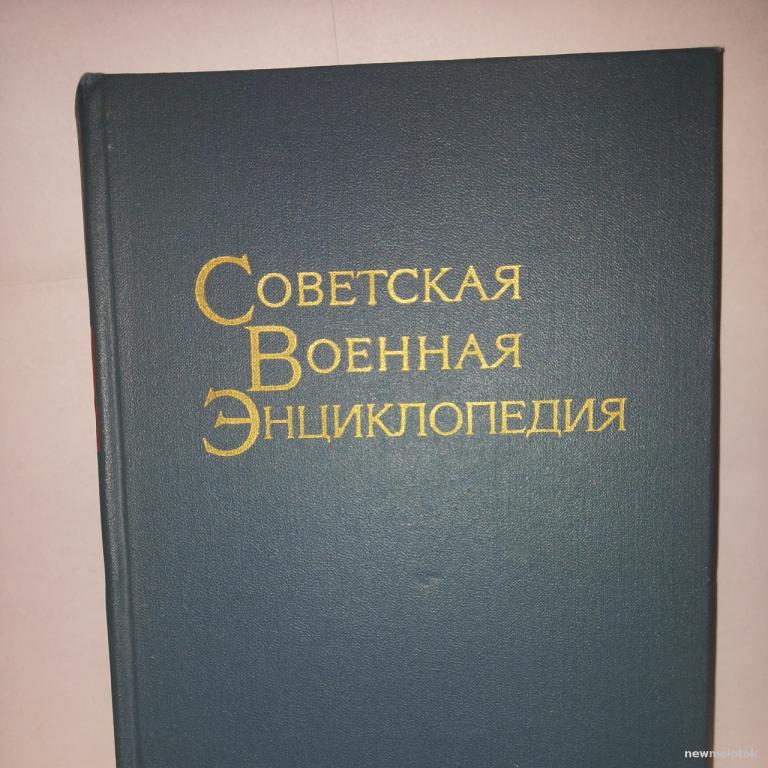 Советская
Военная
Энциклопедия
newmolotok